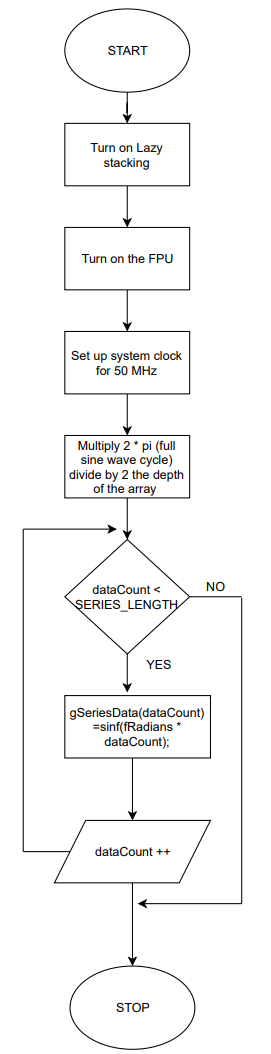 START
Turn on Lazy
stacking
Turn on the FPU
Set up system clock
for 50 MHz
Multiply 2 * pi (full
sine wave cycle)
divide by 2 the depth
of the array
dataCount <
SERIES_LENGTH
NO
YES
gSeriesData(dataCount)
=sinf(fRadians *
dataCount);
dataCount ++
STOP